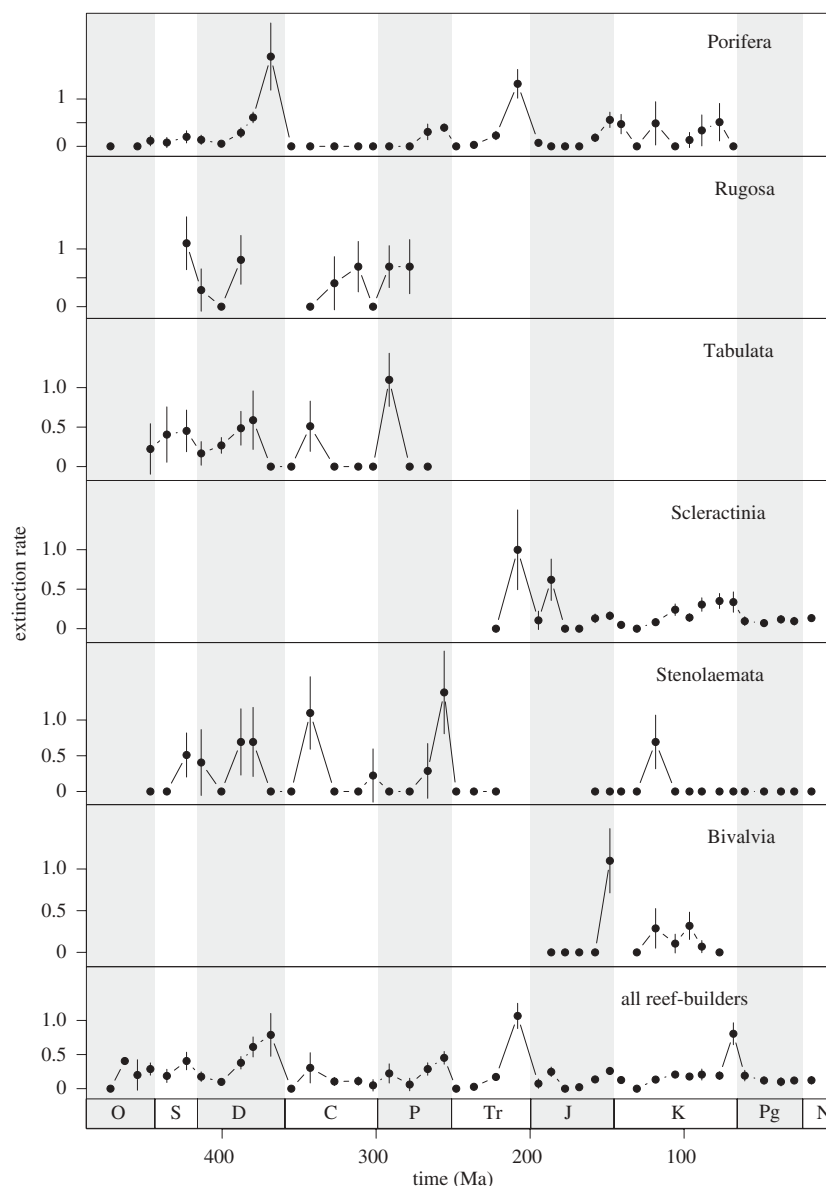 Porifera
1
0
Rugosa
1
0
Tabulata
1.0
0.5
0
Scleractinia
1.0
0.5
0
extinction rate
Stenolaemata
1.0
0.5
0
Bivalvia
1.0
0.5
0
all reef-builders
1.0
0.5
0
O S D C P Tr J K Pg N
400 300 200 100
time (Ma)